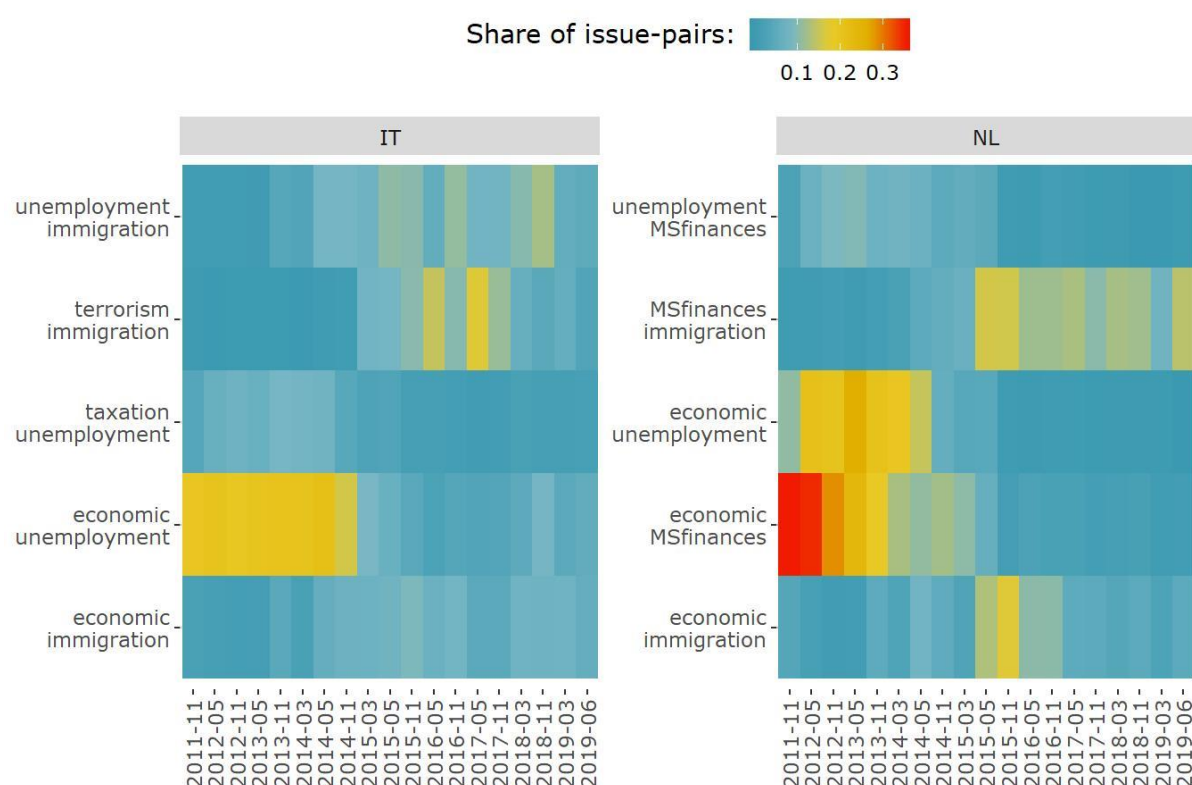 Share of issue-pairs:
0.1 0.2 0.3
IT
unemployment
immigration
terrorism
immigration
taxation
unemployment
economic
unemployment
economic
immigration
2011-11
2012-05
2012-11
2013-05
2013-11
2014-03
2014-05
2014-11
2015-03
2015-05
2015-11
2016-05
2016-11
2017-05
2017-11
2018-03
2018-11
2019-03
2019-06
NL
unemployment
MSfinances
MSfinances
immigration
economic
unemployment
economic
MSfinances
economic
immigration
2011-11
2012-05
2012-11
2013-05
2013-11
2014-03
2014-05
2014-11
2015-03
2015-05
2015-11
2016-05
2016-11
2017-05
2017-11
2018-03
2018-11
2019-03
2019-06